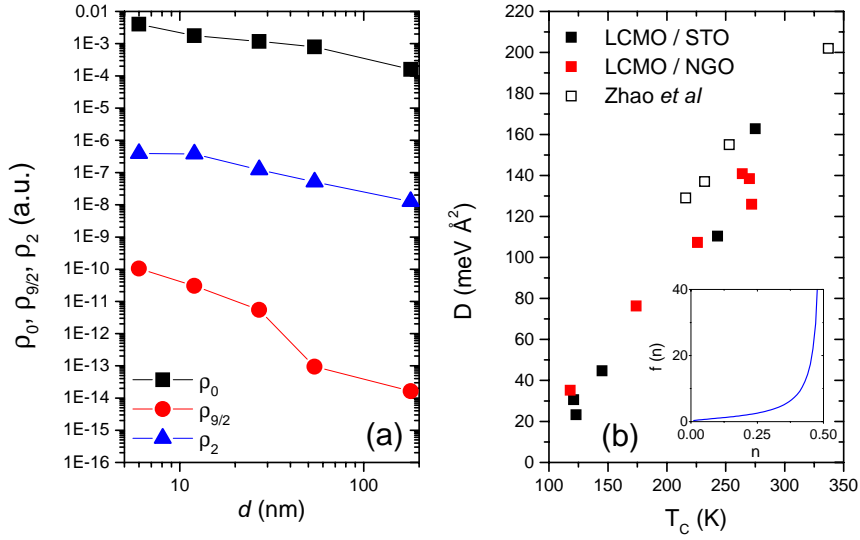 0.01
1E-3
1E-4
1E-5
1E-6
1E-7
1E-8
1E-9
1E-10
1E-11
1E-12
1E-13
1E-14
1E-15
1E-16
ρ₀, ρ₉/₂, ρ₂ (a.u.)
ρ₀
ρ₉/₂
ρ₂
(a)
10
100
d (nm)
220
200
180
160
140
120
100
80
60
40
20
0
D (meV Å²)
LCMO / STO
LCMO / NGO
Zhao et al
40
20
0
f (n)
0.00
0.25
0.50
n
(b)
100
150
200
250
300
350
T_C (K)